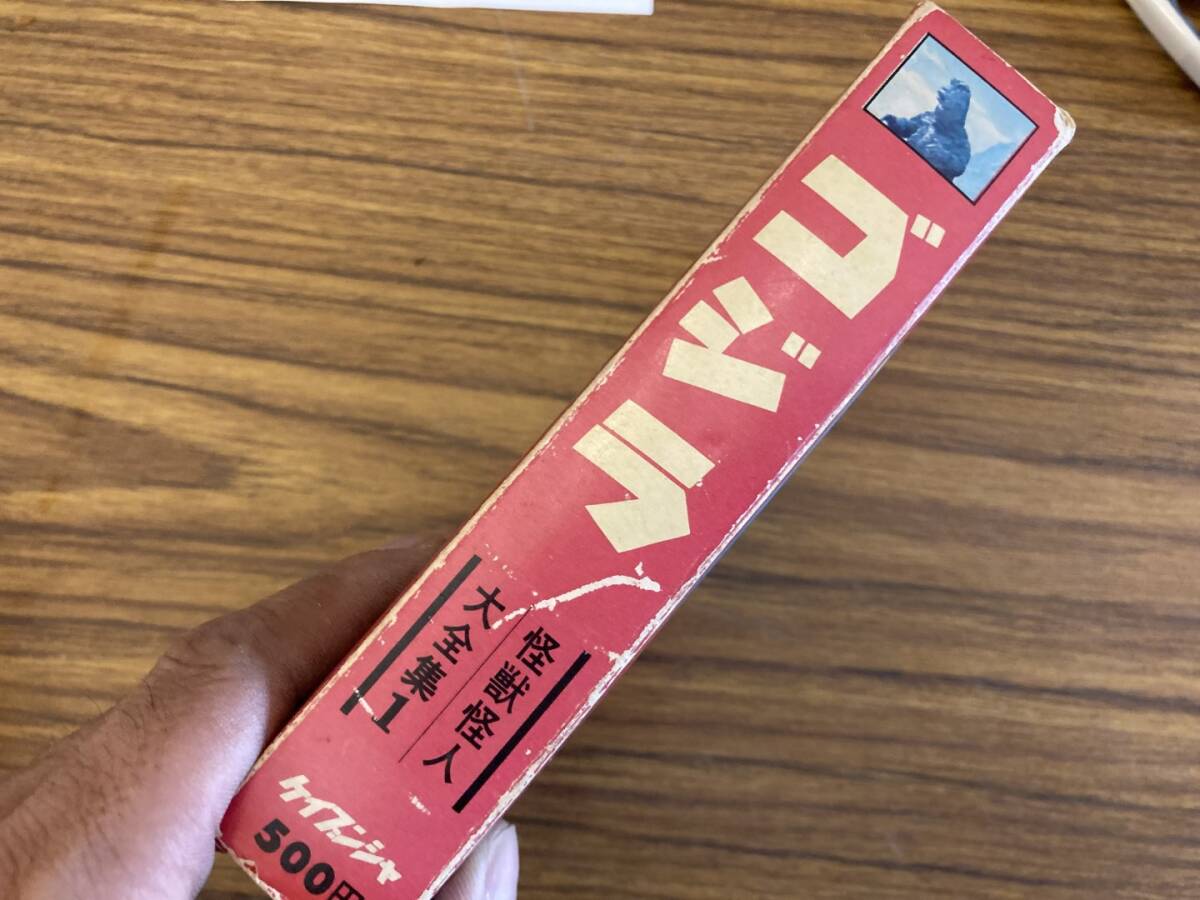 ゴジラ
怪獣怪人
大全集1
ケイブンシャ
500円